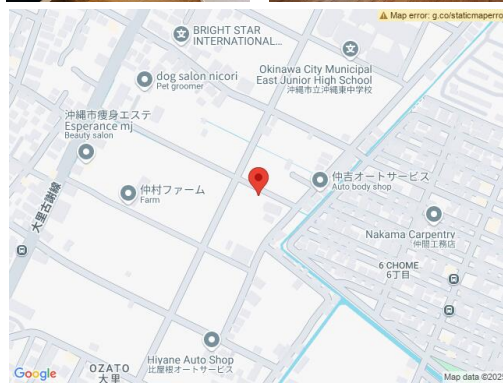 Map error: g.co/staticmaperro
BRIGHT STAR
INTERNATIONAL...
dog salon nicori
Pet groomer
Okinawa City Municipal
East Junior High School
沖縄市立沖縄東中学校
沖縄市痩身エステ
Esperance mj
Beauty salon
仲村ファーム
Farm
仲吉オートサービス
Auto body shop
大里古謝線
Nakama Carpentry
仲間工務店
6 CHOME
6丁目
OZATO
大里
Hiyane Auto Shop
比屋根オートサービス
Google
Map data ©202